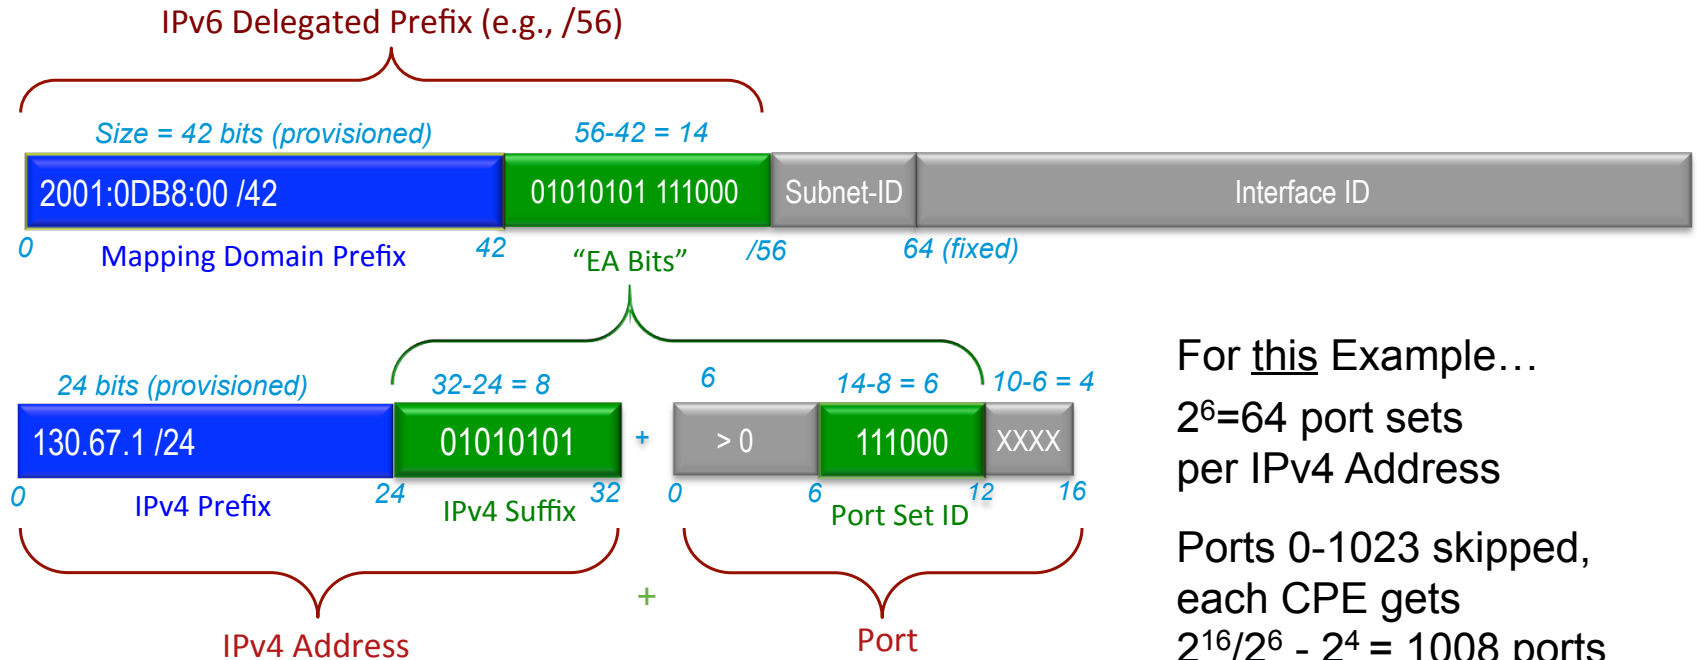 IPv6 Delegated Prefix (e.g., /56)
Size = 42 bits (provisioned)
56-42 = 14
2001:0DB8:00 /42
01010101 111000
Subnet-ID
Interface ID
0
Mapping Domain Prefix
42
“EA Bits”
/56
64 (fixed)
24 bits (provisioned)
32-24 = 8
6
14-8 = 6
10-6 = 4
130.67.1 /24
01010101
+
> 0
111000
XXXX
0
IPv4 Prefix
24
IPv4 Suffix
32
0
6
Port Set ID
12
16
IPv4 Address
+
Port
For this Example…
2⁶=64 port sets
per IPv4 Address
Ports 0-1023 skipped,
each CPE gets
2¹⁶/2⁶ - 2⁴ = 1008 ports